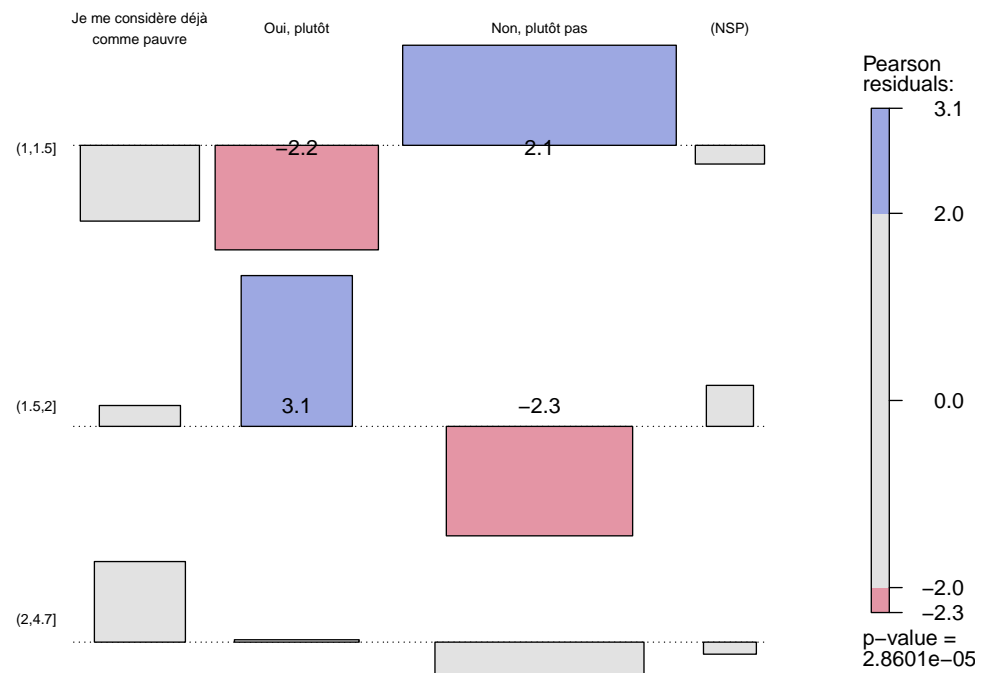 Je me considère déjà
comme pauvre
Oui, plutôt
Non, plutôt pas
(NSP)
(1,1.5]
−2.2
2.1
(1.5,2]
3.1
−2.3
(2,4.7]
Pearson
residuals:
3.1
2.0
0.0
−2.0
−2.3
p−value =
2.8601e−05